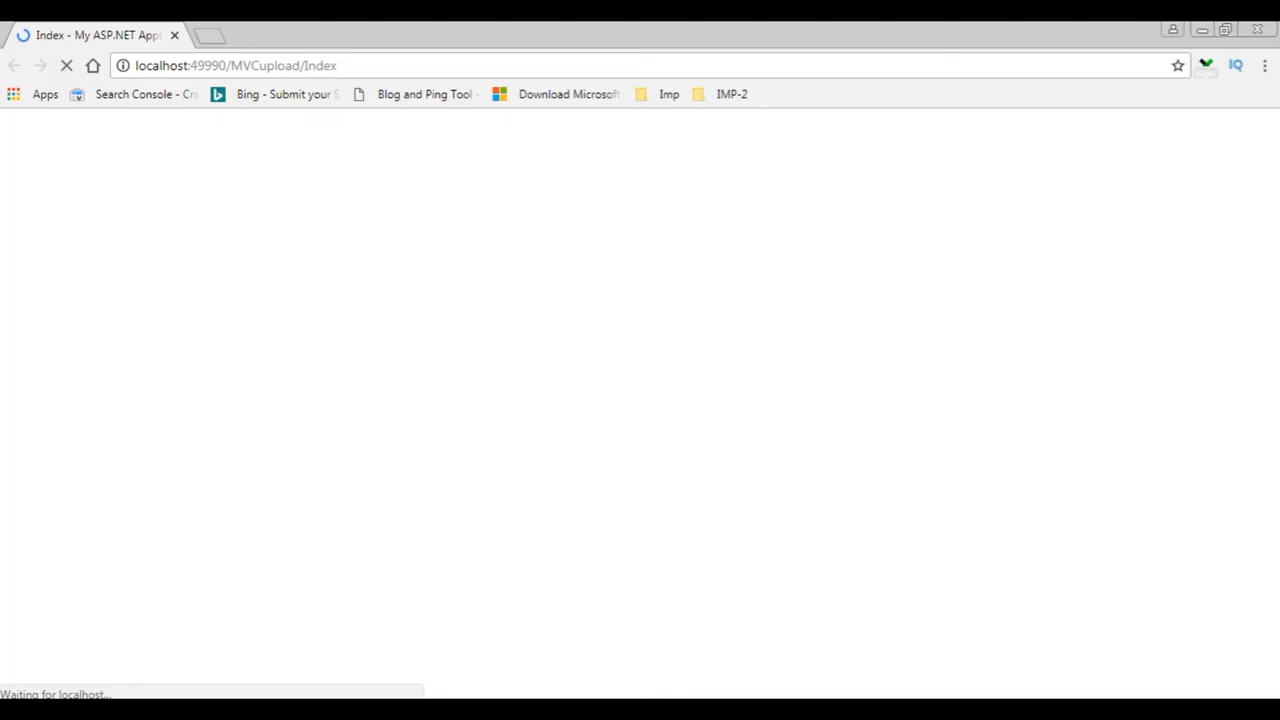 Index - My ASP.NET Appl
localhost:49990/MVCupload/Index
Apps Search Console - Cra Bing - Submit your S Blog and Ping Tool - Download Microsoft Imp IMP-2
Waiting for localhost...